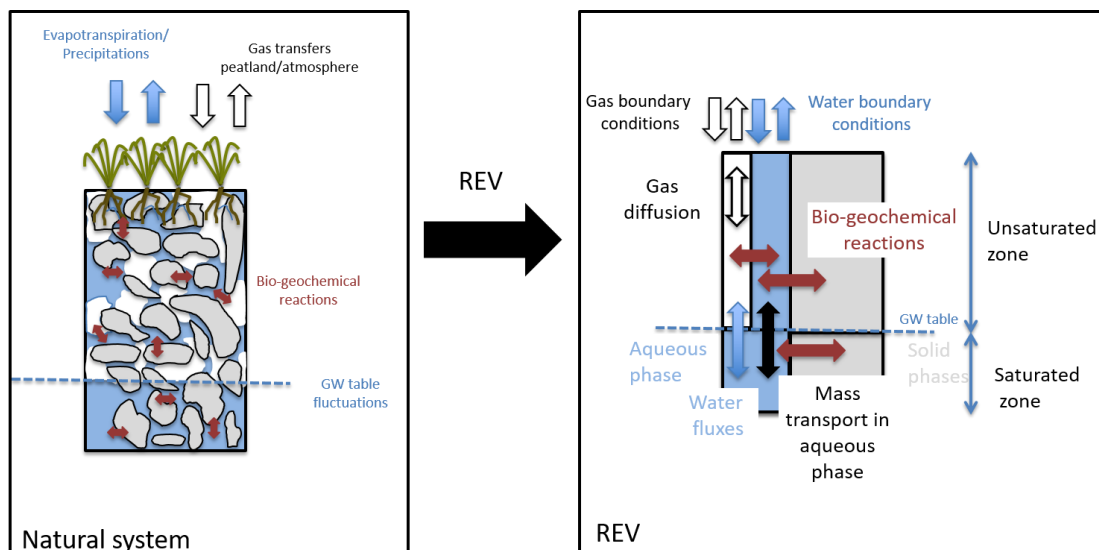 Evapotranspiration/
Precipitations
Gas transfers
peatland/atmosphere
Bio-geochemical
reactions
GW table
fluctuations
Natural system
REV
Gas boundary
conditions
Water boundary
conditions
Gas
diffusion
Bio-geochemical
reactions
Unsaturated
zone
GW table
Aqueous
phase
Solid
phases
Water
fluxes
Mass
transport in
aqueous
phase
Saturated
zone
REV